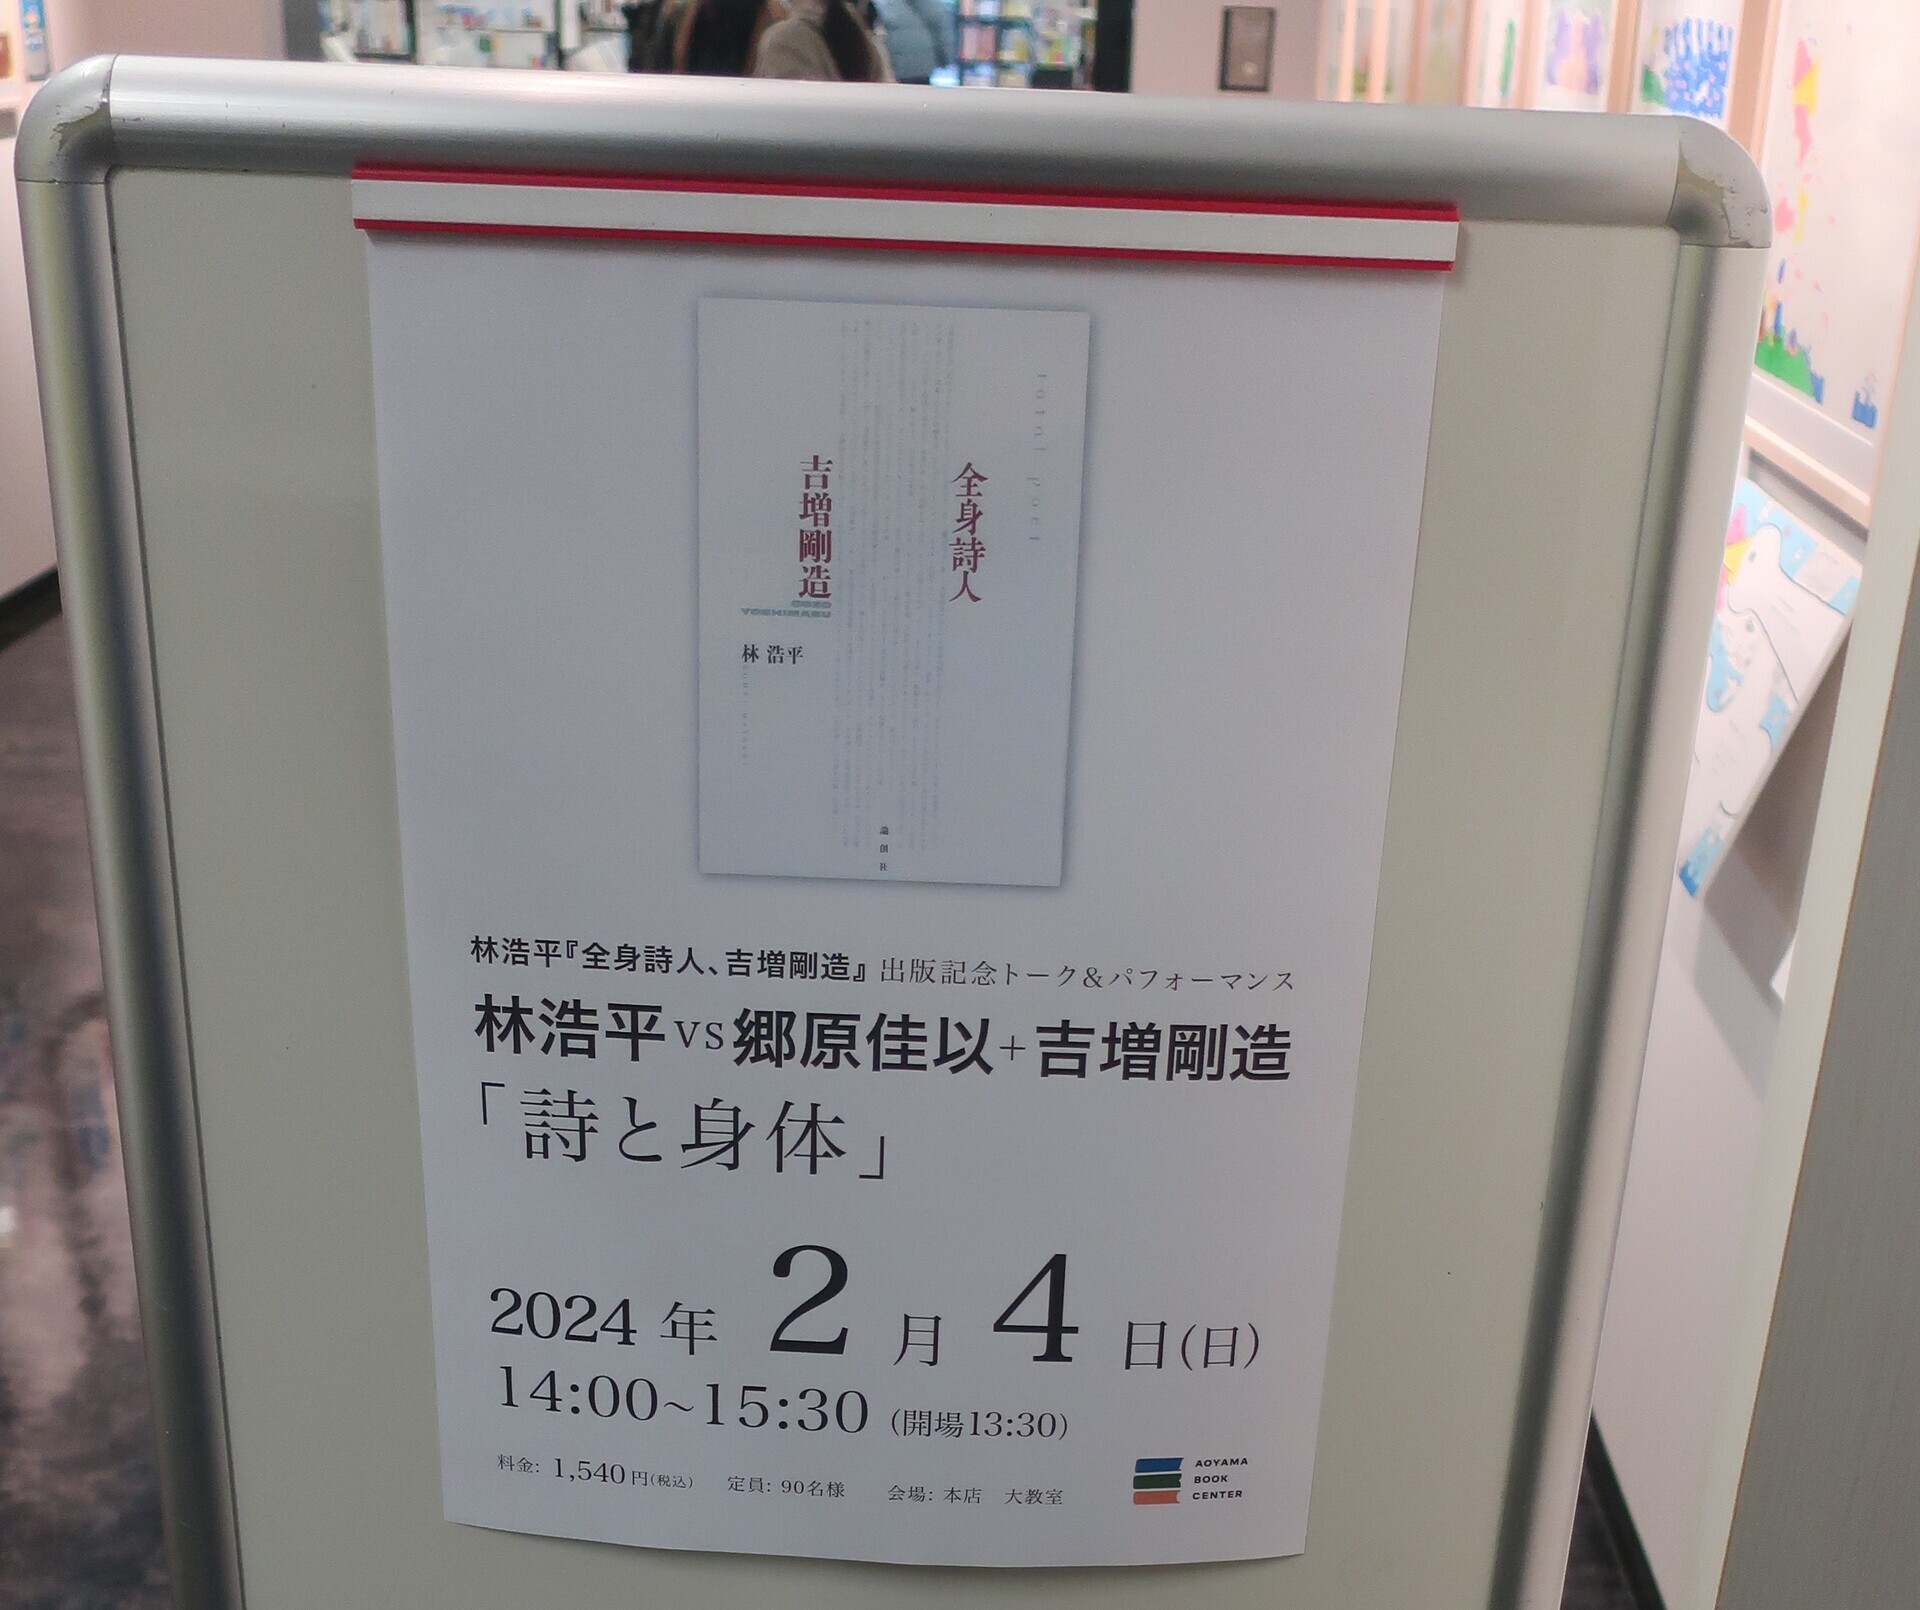 total poet
全身詩人
吉増剛造
林 浩平
論創社
林浩平『全身詩人、吉増剛造』出版記念トーク&パフォーマンス
林浩平vs郷原佳以+吉増剛造
「詩と身体」
2024年 2月4日(日)
14:00~15:30 (開場13:30)
料金: 1,540円(税込) 定員: 90名様 会場: 本店 大教室
AOYAMA
BOOK
CENTER